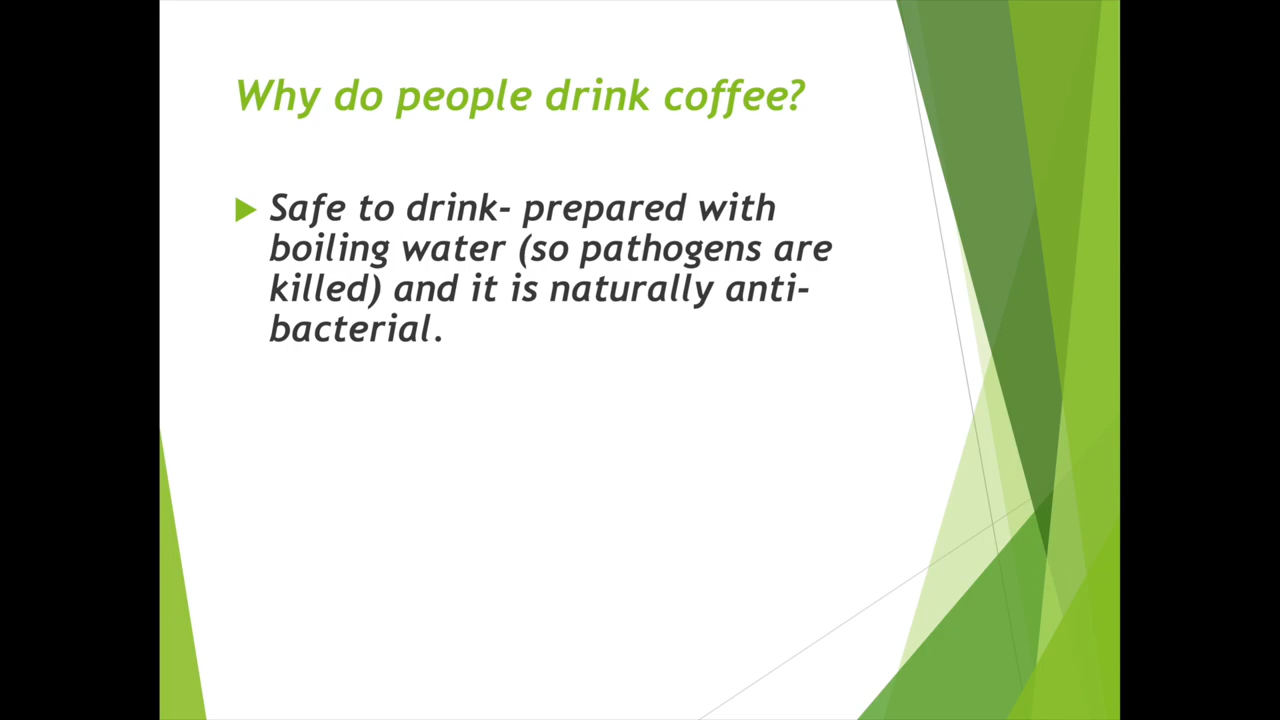 Why do people drink coffee?
Safe to drink- prepared with
boiling water (so pathogens are
killed) and it is naturally anti-
bacterial.